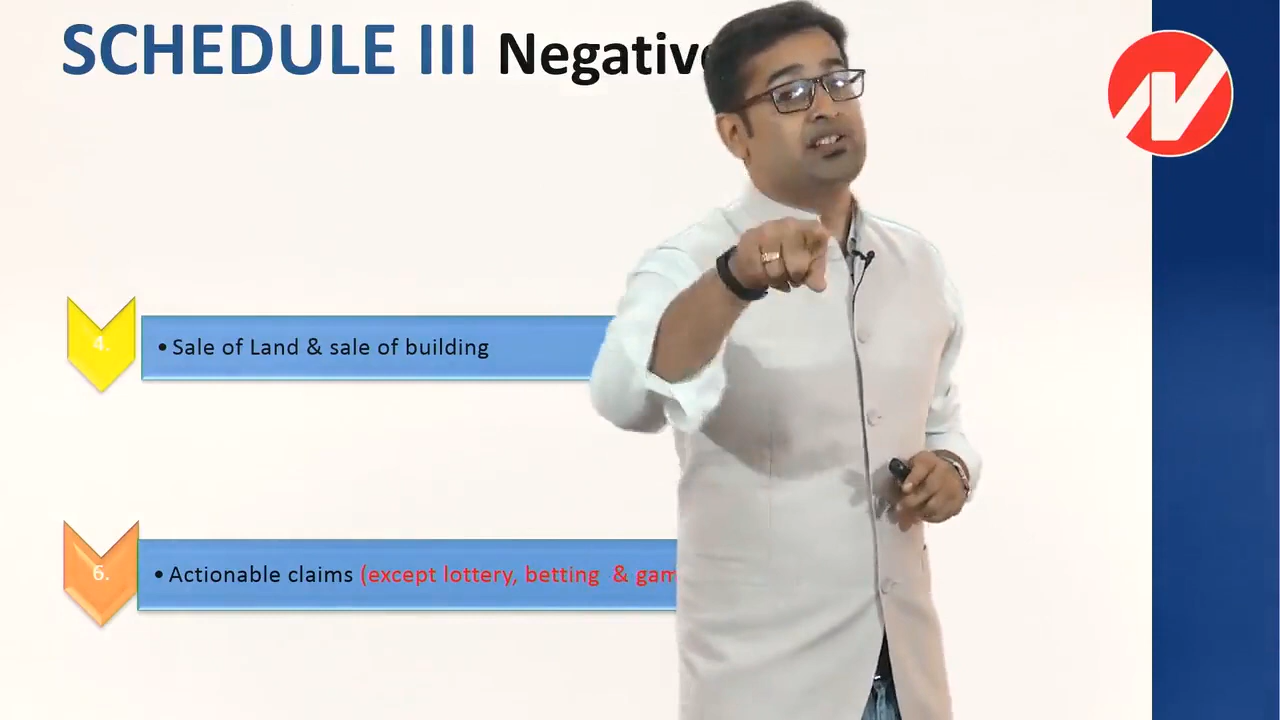 SCHEDULE III Negative
4.
• Sale of Land & sale of building
6.
• Actionable claims (except lottery, betting & gam